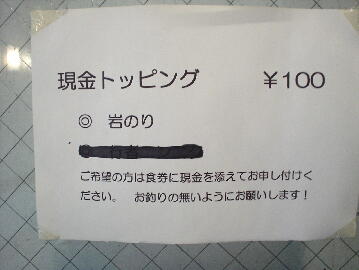 現金トッピング ￥100
◎ 岩のり
ご希望の方は食券に現金を添えてお申し付けく
ださい。 お釣りの無いようにお願いします！